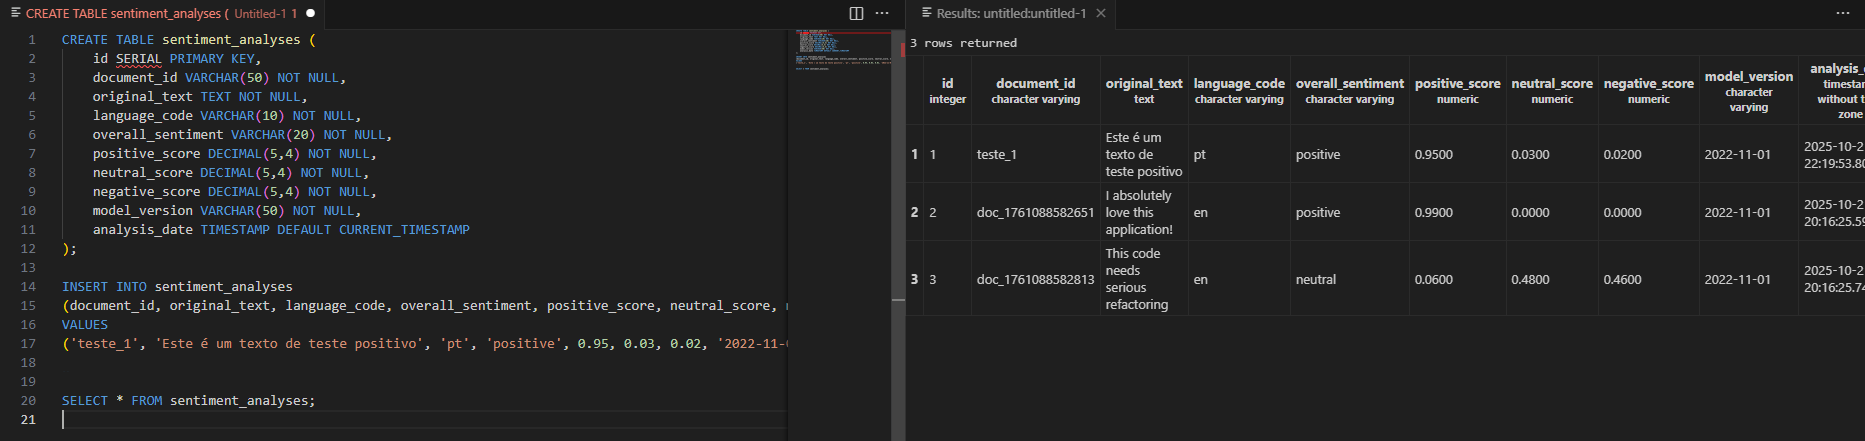 CREATE TABLE sentiment_analyses ( Untitled-1 1
1 CREATE TABLE sentiment_analyses (
2 id SERIAL PRIMARY KEY,
3 document_id VARCHAR(50) NOT NULL,
4 original_text TEXT NOT NULL,
5 language_code VARCHAR(10) NOT NULL,
6 overall_sentiment VARCHAR(20) NOT NULL,
7 positive_score DECIMAL(5,4) NOT NULL,
8 neutral_score DECIMAL(5,4) NOT NULL,
9 negative_score DECIMAL(5,4) NOT NULL,
10 model_version VARCHAR(50) NOT NULL,
11 analysis_date TIMESTAMP DEFAULT CURRENT_TIMESTAMP
12 );
13
14 INSERT INTO sentiment_analyses
15 (document_id, original_text, language_code, overall_sentiment, positive_score, neutral_score,
16 VALUES
17 ('teste_1', 'Este é um texto de teste positivo', 'pt', 'positive', 0.95, 0.03, 0.02, '2022-11-
18
19
20 SELECT * FROM sentiment_analyses;
21
Results: untitled:untitled-1
3 rows returned
id
integer
document_id
character varying
original_text
text
language_code
character varying
overall_sentiment
character varying
positive_score
numeric
neutral_score
numeric
negative_score
numeric
model_version
character
varying
analysis_
timestam
without t
zone
1 1 teste_1
Este é um
texto de
teste positivo
pt positive 0.9500 0.0300 0.0200 2022-11-01
2025-10-2
22:19:53.80
2 2 doc_1761088582651
I absolutely
love this
application!
en positive 0.9900 0.0000 0.0000 2022-11-01
2025-10-2
20:16:25.59
3 3 doc_1761088582813
This code
needs
serious
refactoring
en neutral 0.0600 0.4800 0.4600 2022-11-01
2025-10-2
20:16:25.74